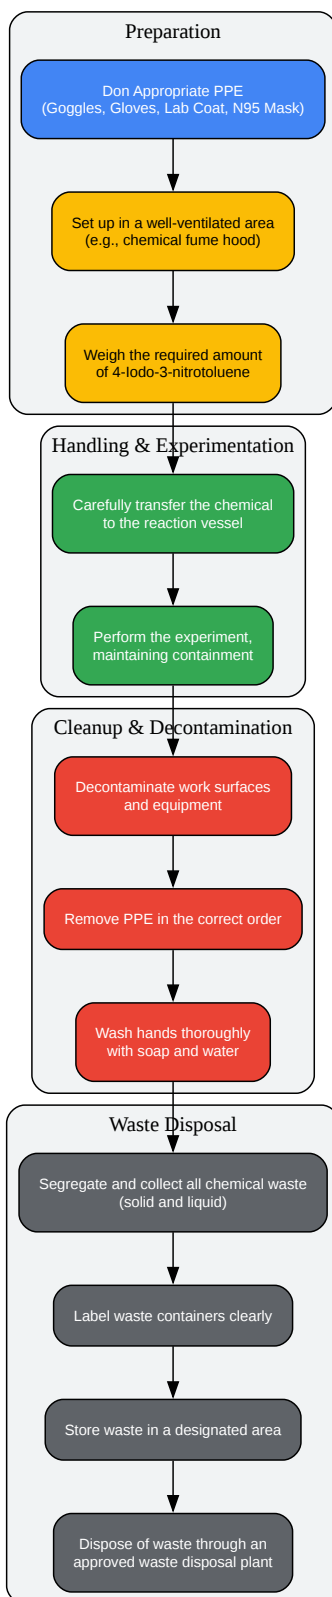 Preparation
Don Appropriate PPE
(Goggles, Gloves, Lab Coat, N95 Mask)
Set up in a well-ventilated area
(e.g., chemical fume hood)
Weigh the required amount
of 4-Iodo-3-nitrotoluene
Handling & Experimentation
Carefully transfer the chemical
to the reaction vessel
Perform the experiment,
maintaining containment
Cleanup & Decontamination
Decontaminate work surfaces
and equipment
Remove PPE in the correct order
Wash hands thoroughly
with soap and water
Waste Disposal
Segregate and collect all chemical waste
(solid and liquid)
Label waste containers clearly
Store waste in a designated area
Dispose of waste through an
approved waste disposal plant